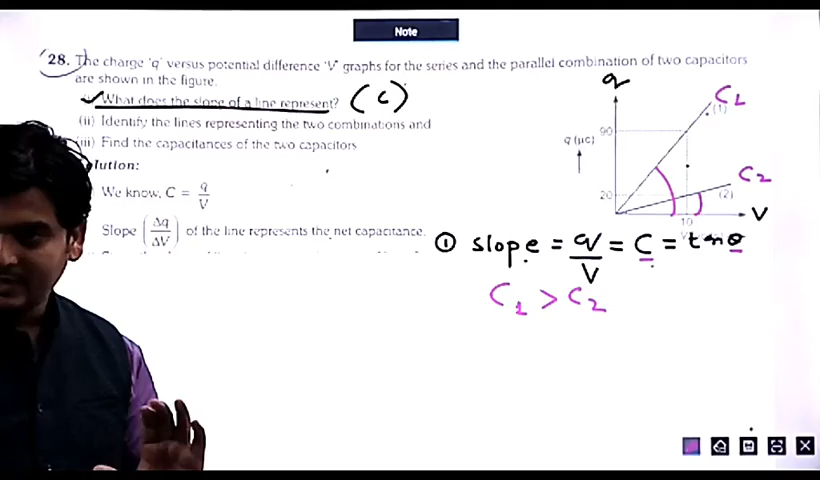 Note
28. The charge 'q' versus potential difference 'V' graphs for the series and the parallel combination of two capacitors
are shown in the figure.
What does the slope of a line represent? (C)
(ii) Identify the lines representing the two combinations and
(iii) Find the capacitances of the two capacitors
lution:
We know, C = q/V
Slope (Δq/ΔV) of the line represents the net capacitance.
q
C1
(1)
90
q (μc)
C2
20
(2)
10
V
① slope = q/V = C = tanθ
C1 > C2